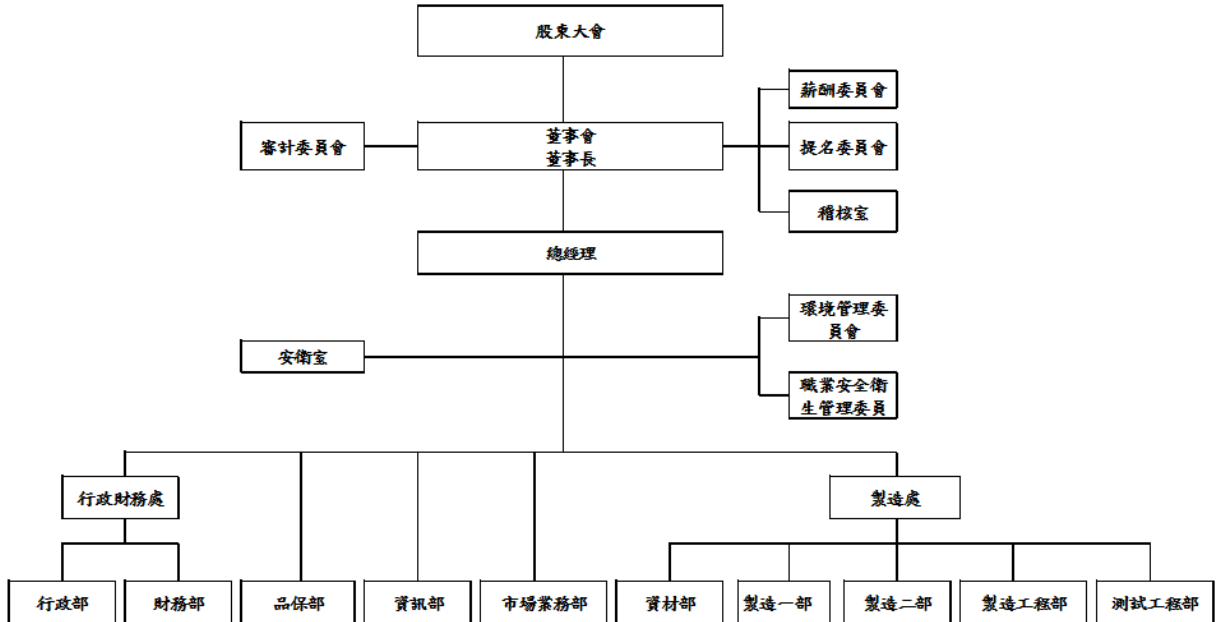 股東大會
薪酬委員會
審計委員會
董事會
董事長
提名委員會
稽核室
總經理
環境管理委
員會
安衛室
職業安全衛
生管理委員
行政財務處
製造處
行政部
財務部
品保部
資訊部
市場業務部
資材部
製造一部
製造二部
製造工程部
測試工程部